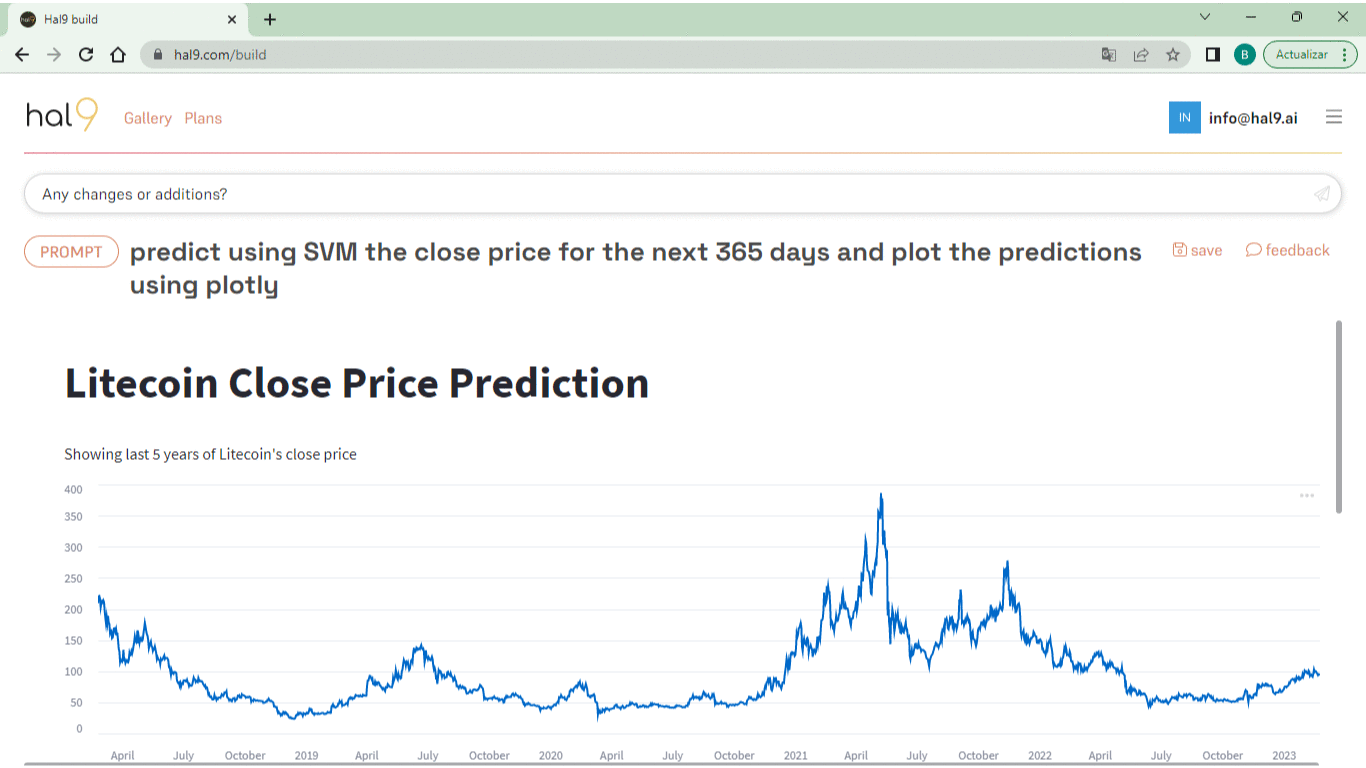 Hal9 build
hal9.com/build
B
Actualizar
hal9
Gallery Plans
IN info@hal9.ai
Any changes or additions?
PROMPT
predict using SVM the close price for the next 365 days and plot the predictions
using plotly
save feedback
Litecoin Close Price Prediction
Showing last 5 years of Litecoin's close price
400
350
300
250
200
150
100
50
0
April July October 2019 April July October 2020 April July October 2021 April July October 2022 April July October 2023